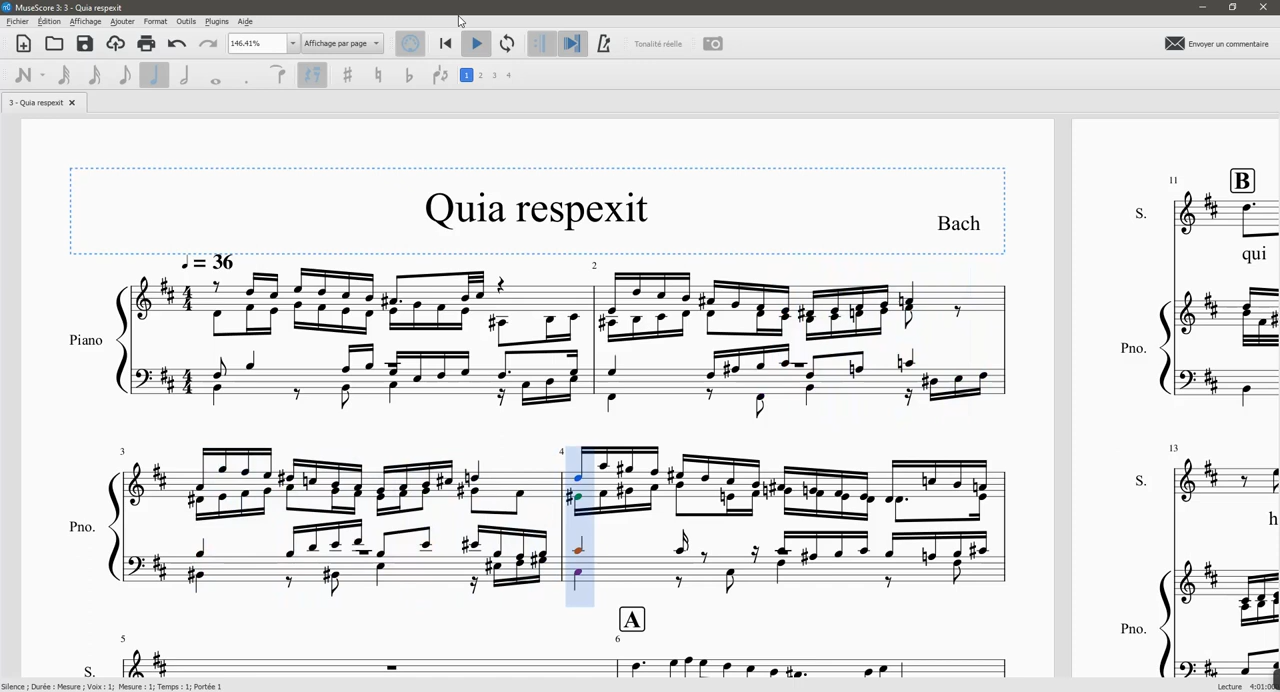 MuseScore 3: 3 - Quia respexit
Fichier Édition Affichage Ajouter Format Outils Plugins Aide
146.41% Affichage par page Tonalité réelle Envoyer un commentaire
1 2 3 4
3 - Quia respexit
Quia respexit
Bach
= 36
2
Piano
3
4
Pno.
A
5
6
S.
11
B
S.
qui
Pno.
13
S.
h
Pno.
Silence ; Durée : Mesure ; Voix : 1; Mesure : 1; Temps : 1; Portée 1
Lecture 4:01:00